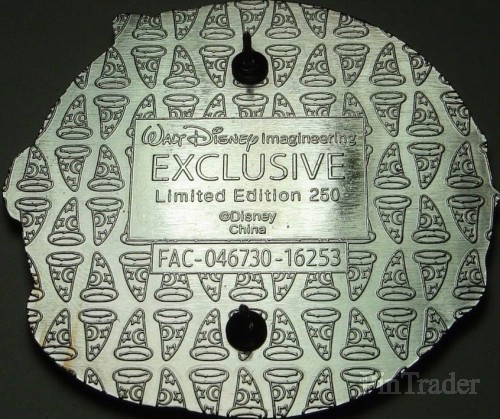 WALT DISNEY Imagineering
EXCLUSIVE
Limited Edition 250
©Disney
China
FAC-046730-16253
PinTrader